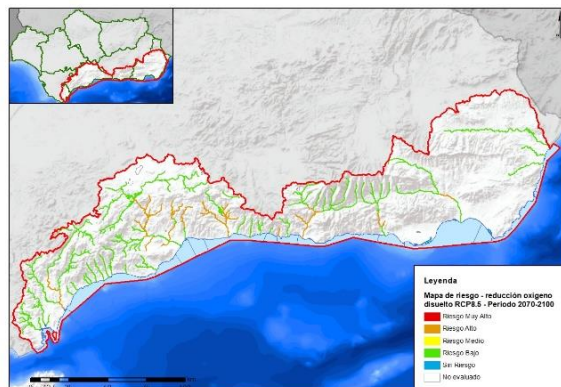 Leyenda
Mapa de riesgo - reducción oxigeno
disuelto RCP8.5 - Periodo 2070-2100
Riesgo Muy Alto
Riesgo Alto
Riesgo Medio
Riesgo Bajo
Sin Riesgo
No evaluado